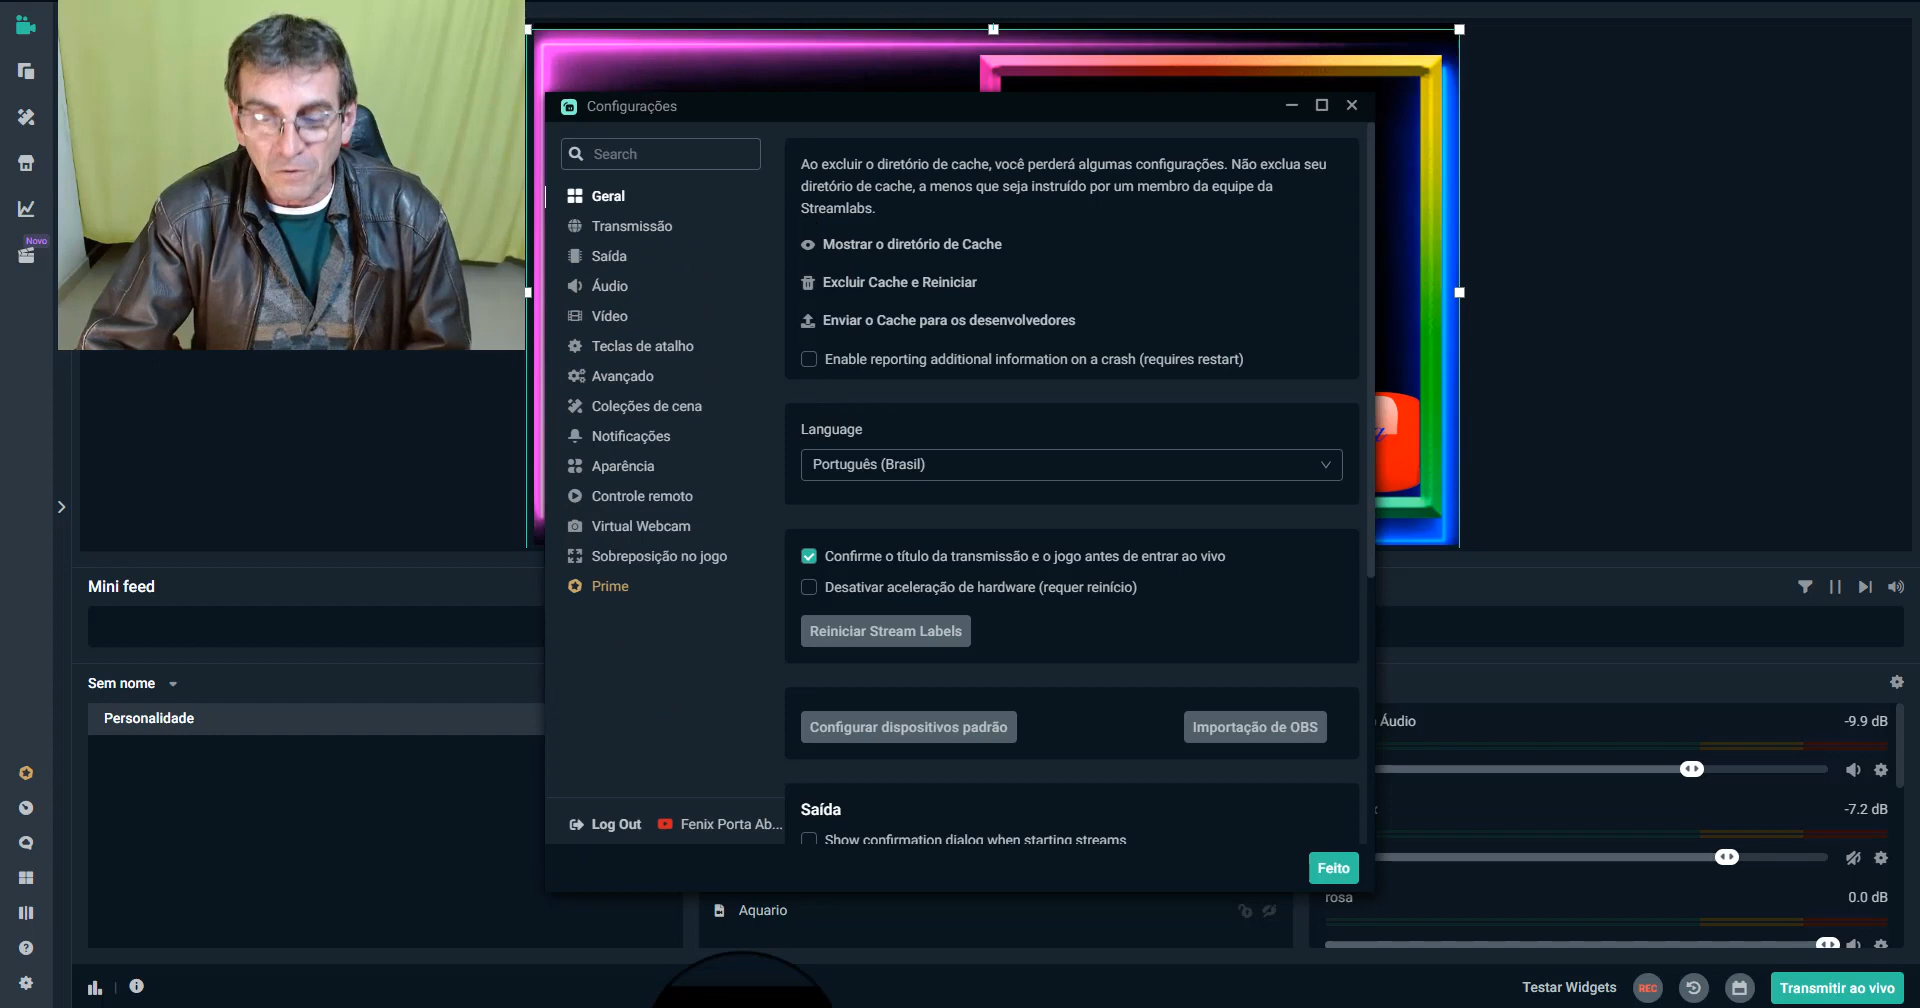 Configurações
Search
Novo
Geral
Transmissão
Saída
Áudio
Vídeo
Teclas de atalho
Avançado
Coleções de cena
Notificações
Aparência
Controle remoto
Virtual Webcam
Sobreposição no jogo
Prime
Log Out
Fenix Porta Ab...
Ao excluir o diretório de cache, você perderá algumas configurações. Não exclua seu
diretório de cache, a menos que seja instruído por um membro da equipe da
Streamlabs.
Mostrar o diretório de Cache
Excluir Cache e Reiniciar
Enviar o Cache para os desenvolvedores
Enable reporting additional information on a crash (requires restart)
Language
Português (Brasil)
Confirme o título da transmissão e o jogo antes de entrar ao vivo
Desativar aceleração de hardware (requer reinício)
Reiniciar Stream Labels
Configurar dispositivos padrão
Importação de OBS
Saída
Show confirmation dialog when starting streams
Feito
Mini feed
Sem nome
Personalidade
Aquario
Áudio
-9.9 dB
-7.2 dB
rosa
0.0 dB
Testar Widgets
REC
Transmitir ao vivo